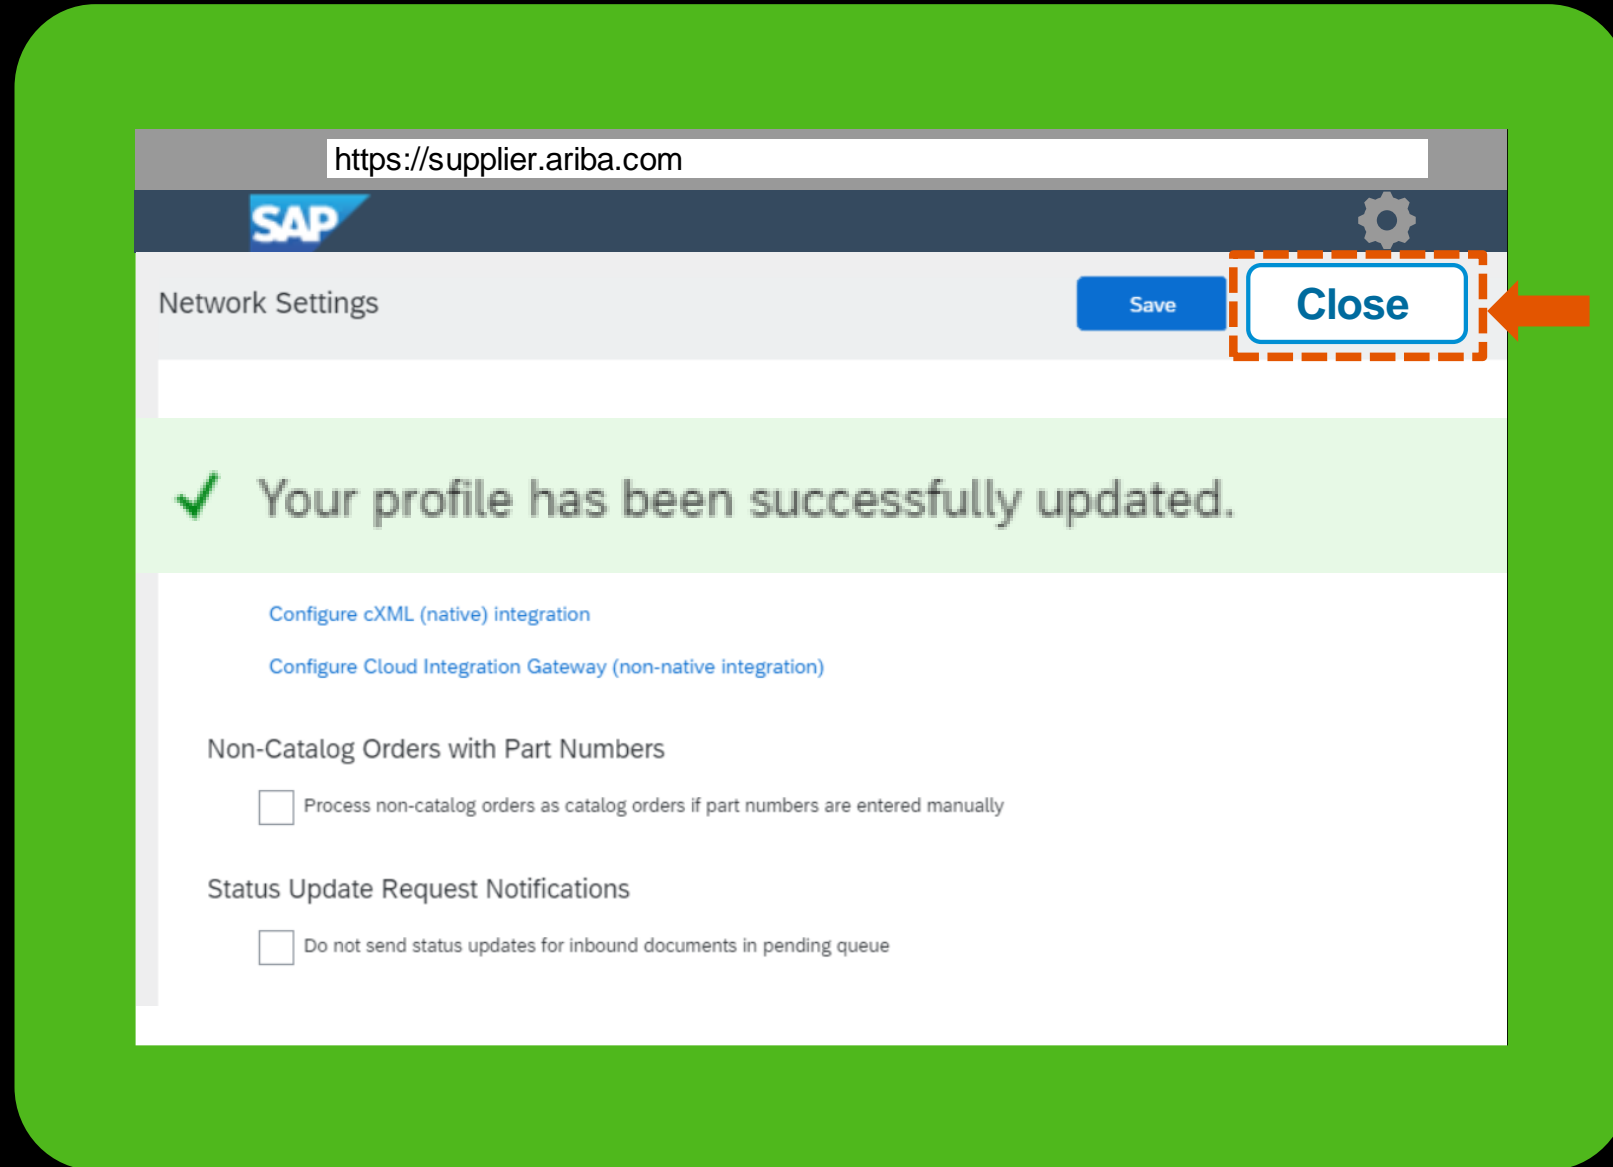 https://supplier.ariba.com
SAP
Network Settings
Save
Close
Your profile has been successfully updated.
Configure cXML (native) integration
Configure Cloud Integration Gateway (non-native integration)
Non-Catalog Orders with Part Numbers
Process non-catalog orders as catalog orders if part numbers are entered manually
Status Update Request Notifications
Do not send status updates for inbound documents in pending queue